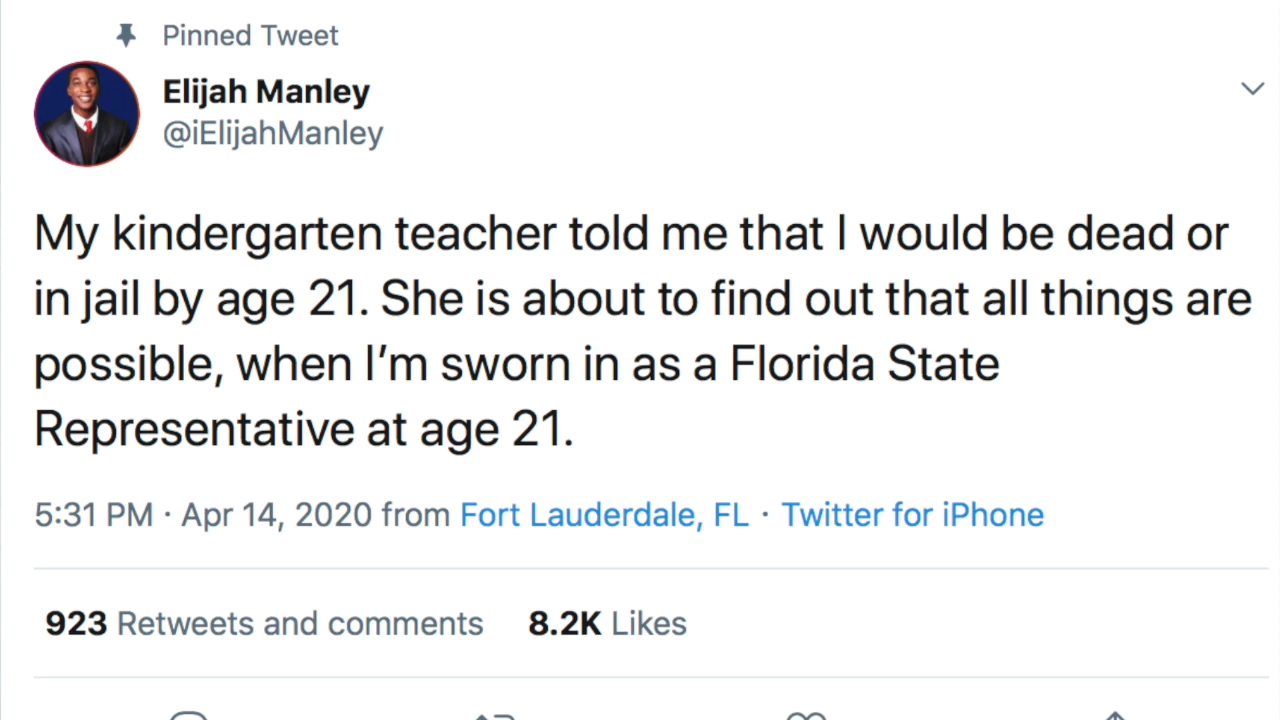 Pinned Tweet
Elijah Manley
@iElijahManley
My kindergarten teacher told me that I would be dead or
in jail by age 21. She is about to find out that all things are
possible, when I’m sworn in as a Florida State
Representative at age 21.
5:31 PM · Apr 14, 2020 from Fort Lauderdale, FL · Twitter for iPhone
923 Retweets and comments 8.2K Likes